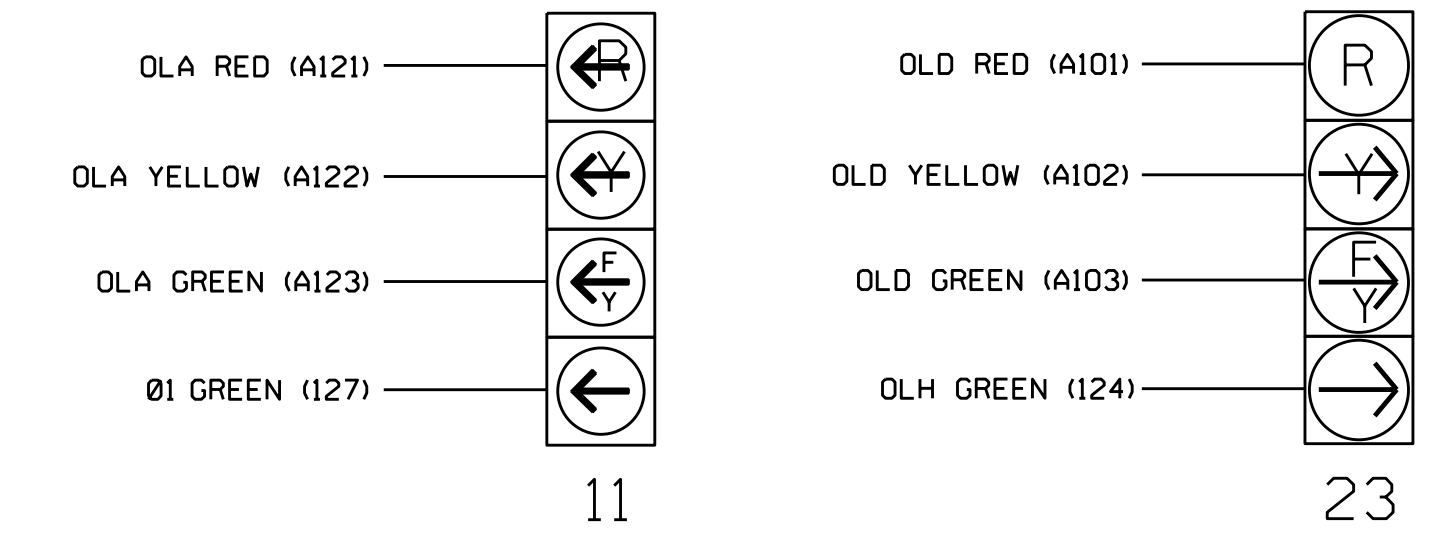 OLA RED (A121)
R
OLA YELLOW (A122)
Y
OLA GREEN (A123)
F
Y
Ø1 GREEN (127)
11
OLD RED (A101)
R
OLD YELLOW (A102)
Y
OLD GREEN (A103)
F
Y
OLH GREEN (124)
23